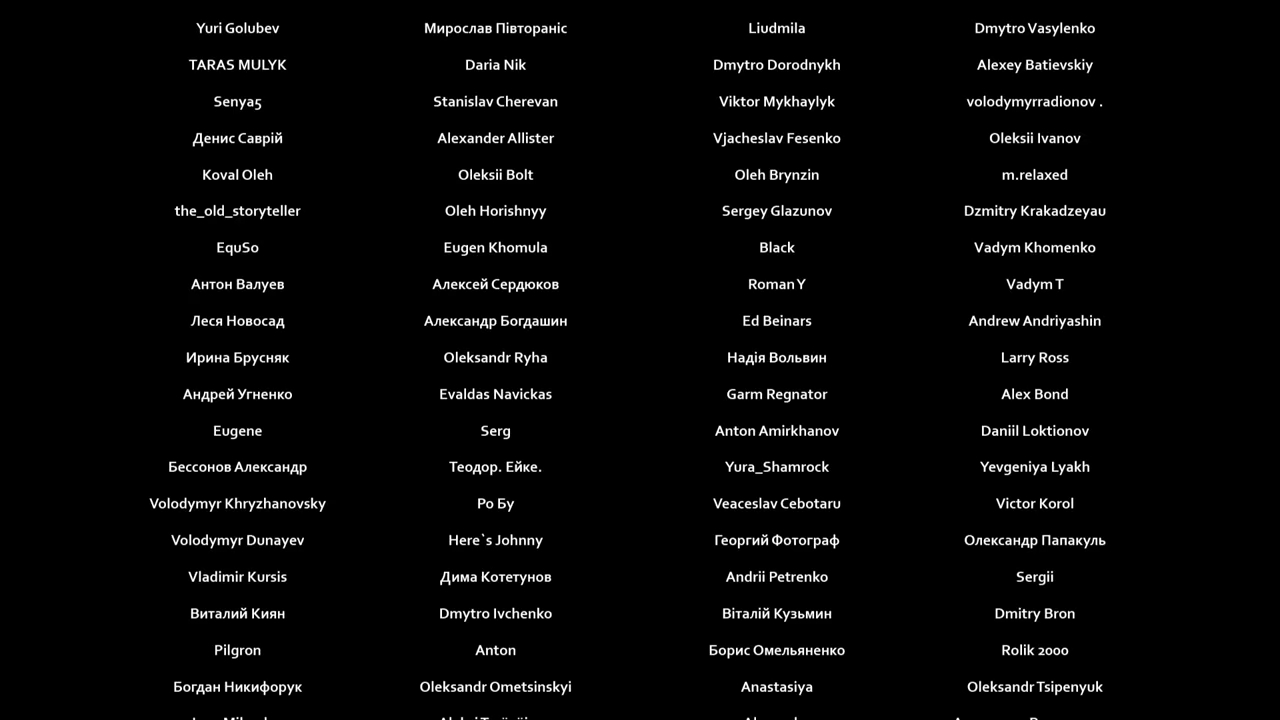 Yuri Golubev Мирослав Півтораніс Liudmila Dmytro Vasylenko
TARAS MULYK Daria Nik Dmytro Dorodnykh Alexey Batievskiy
Senya5 Stanislav Cherevan Viktor Mykhaylyk volodymyrradionov .
Денис Саврій Alexander Allister Vjacheslav Fesenko Oleksii Ivanov
Koval Oleh Oleksii Bolt Oleh Brynzin m.relaxed
the_old_storyteller Oleh Horishnyy Sergey Glazunov Dzmitry Krakadzeyau
EquSo Eugen Khomula Black Vadym Khomenko
Антон Валуев Алексей Сердюков Roman Y Vadym T
Леся Новосад Александр Богдашин Ed Beinars Andrew Andriyashin
Ирина Брусняк Oleksandr Ryha Надія Вольвин Larry Ross
Андрей Угненко Evaldas Navickas Garm Regnator Alex Bond
Eugene Serg Anton Amirkhanov Daniil Loktionov
Бессонов Александр Теодор. Ейке. Yura_Shamrock Yevgeniya Lyakh
Volodymyr Khryzhanovsky Ро Бу Veaceslav Cebotaru Victor Korol
Volodymyr Dunayev Here`s Johnny Георгий Фотограф Олександр Папакуль
Vladimir Kursis Дима Котетунов Andrii Petrenko Sergii
Виталий Киян Dmytro Ivchenko Віталій Кузьмин Dmitry Bron
Pilgron Anton Борис Омельяненко Rolik 2000
Богдан Никифорук Oleksandr Ometsinskyi Anastasiya Oleksandr Tsipenyuk